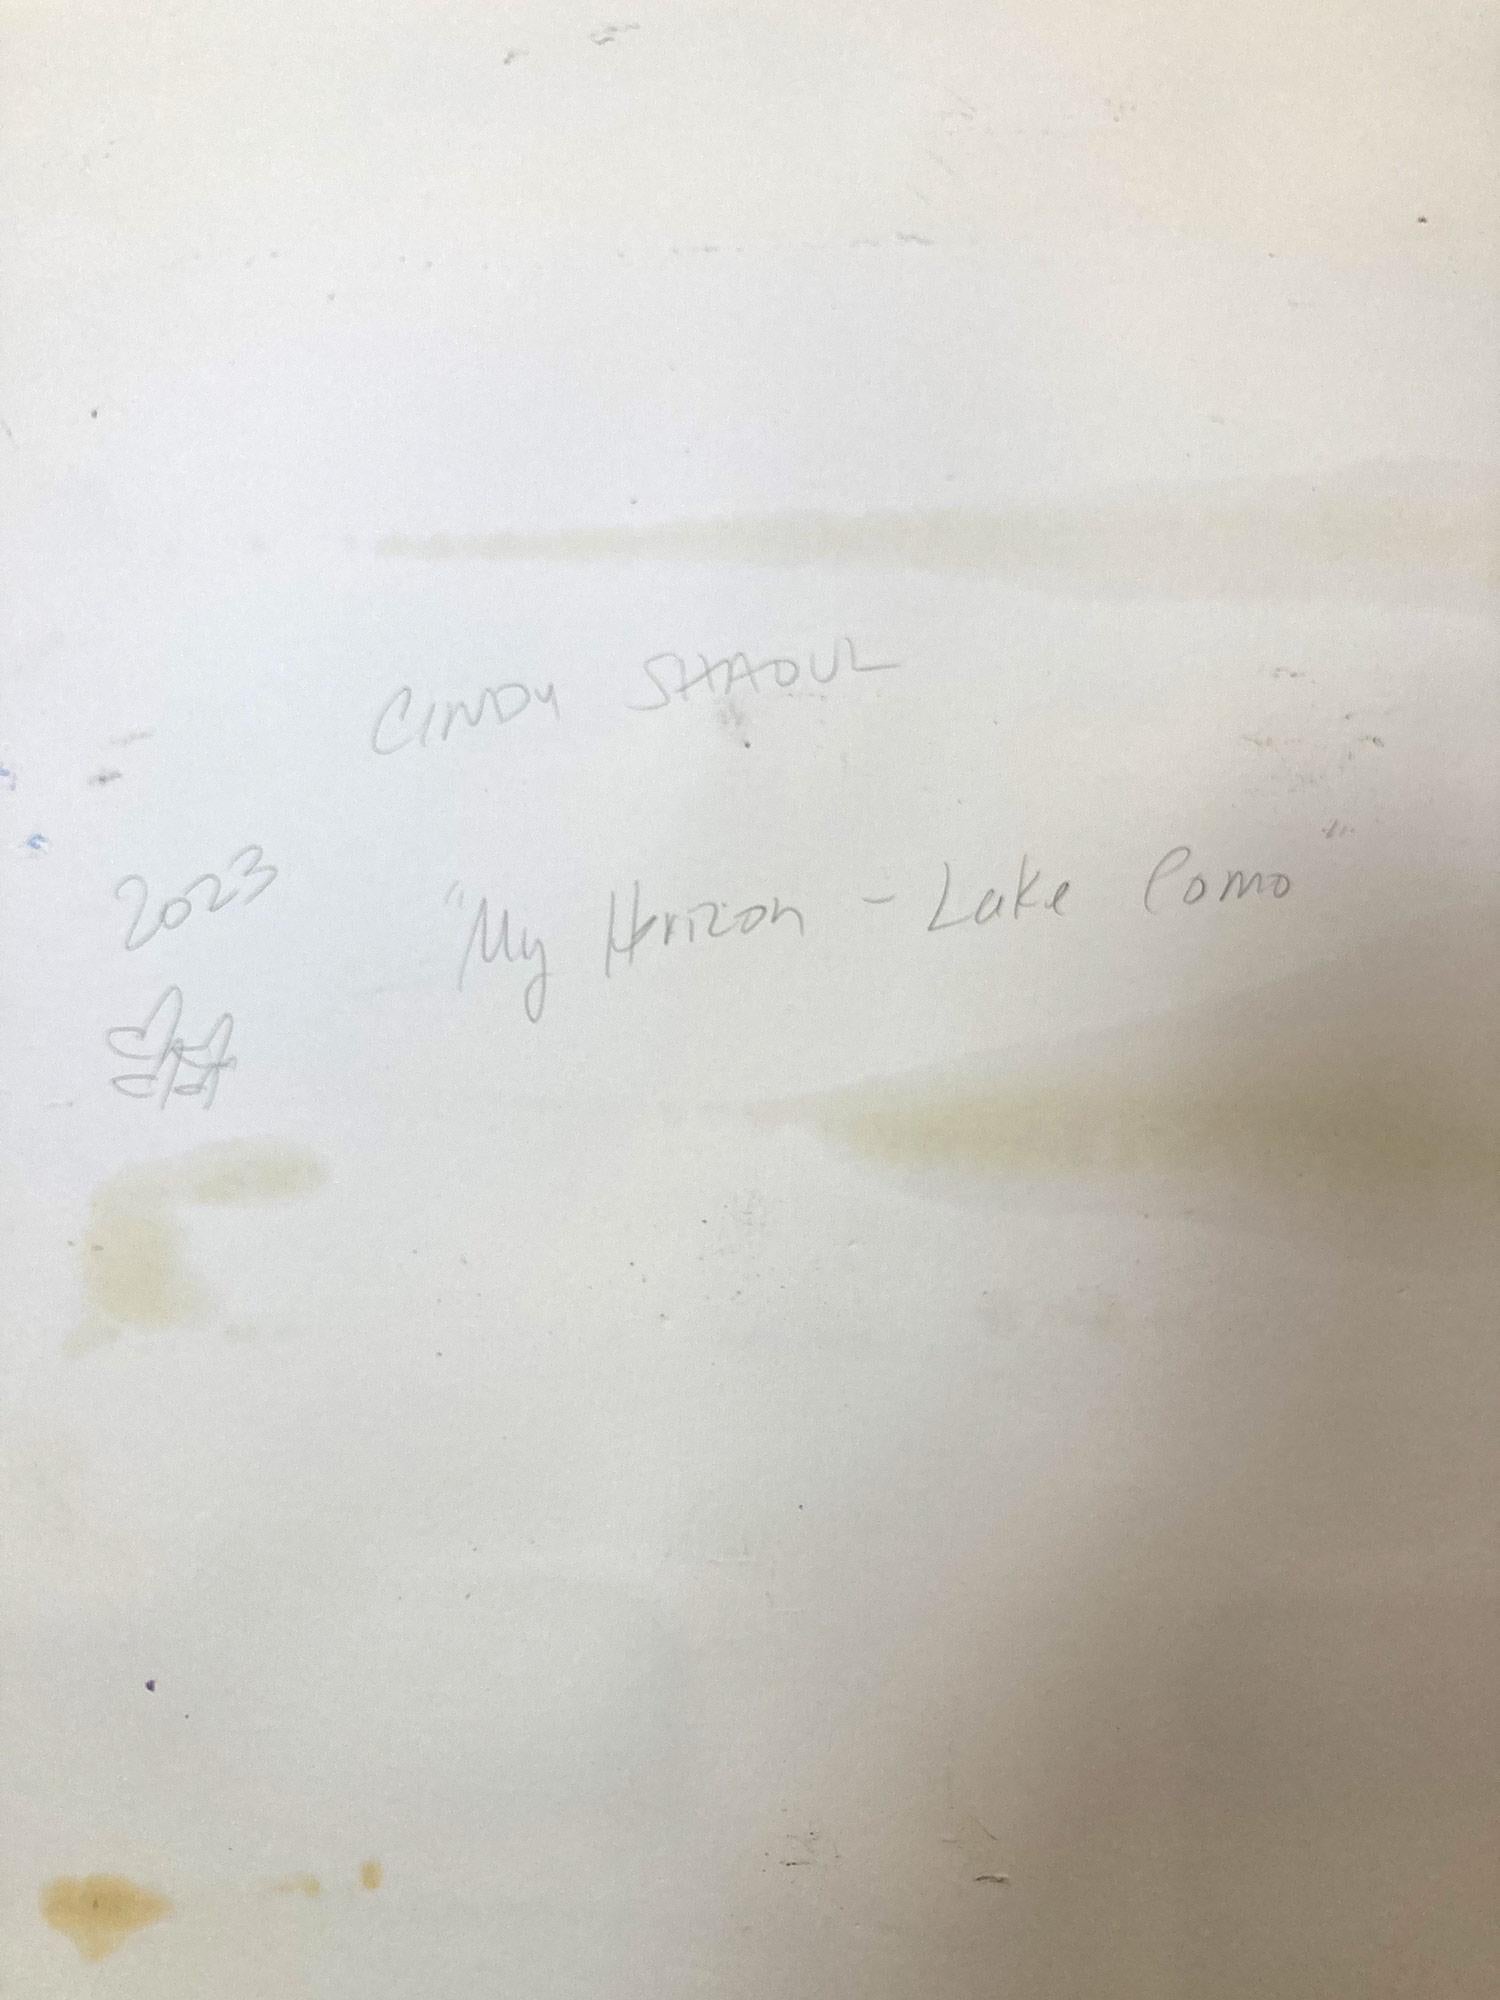 CINDY SHAOUL
2023 "My Horizon - Lake Como"